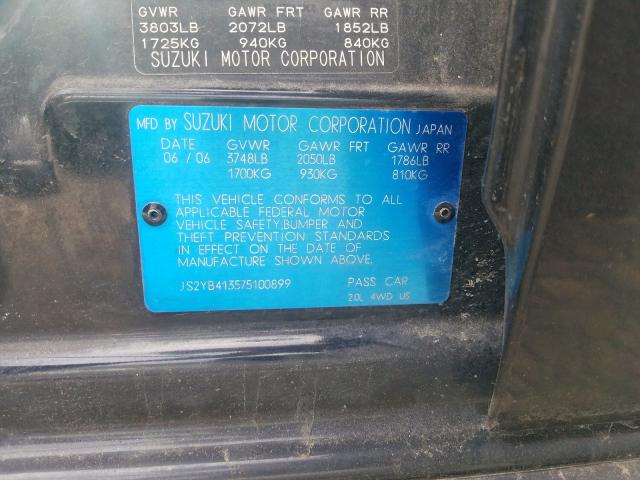 GVWR GAWR FRT GAWR RR
3803LB 2072LB 1852LB
1725KG 940KG 840KG
SUZUKI MOTOR CORPORATION
MFD BY SUZUKI MOTOR CORPORATION JAPAN
DATE GVWR GAWR FRT GAWR RR
06 / 06 3748LB 2050LB 1786LB
1700KG 930KG 810KG
THIS VEHICLE CONFORMS TO ALL
APPLICABLE FEDERAL MOTOR
VEHICLE SAFETY,BUMPER AND
THEFT PREVENTION STANDARDS
IN EFFECT ON THE DATE OF
MANUFACTURE SHOWN ABOVE.
JS2YB413575100899 PASS CAR
2.0L 4WD US